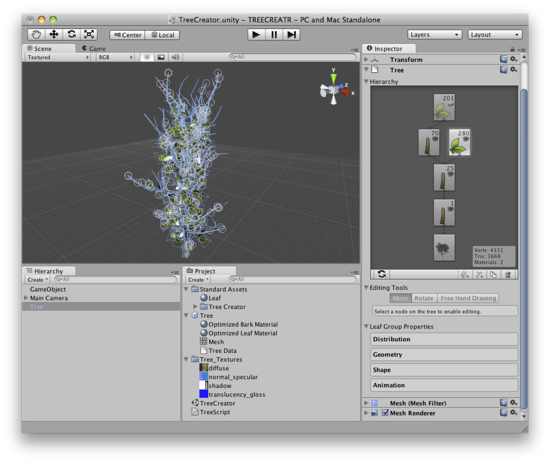 TreeCreator.unity - TREECREATR - PC and Mac Standalone
Center Local Layers Layout
Scene Game
Textured RGB All
y
z
x
Inspector
Transform
Tree
Hierarchy
201
70 280
25
1
Verts: 4311
Tris: 3668
Materials: 2
Editing Tools
Move Rotate Free Hand Drawing
Select a node on the tree to enable editing.
Leaf Group Properties
Distribution
Geometry
Shape
Animation
Mesh (Mesh Filter)
Mesh Renderer
Hierarchy
Create All
GameObject
Main Camera
Tree
Project
Create All
Standard Assets
Leaf
Tree Creator
Tree
Optimized Bark Material
Optimized Leaf Material
Mesh
Tree Data
Tree_Textures
diffuse
normal_specular
shadow
translucency_gloss
TreeCreator
TreeScript